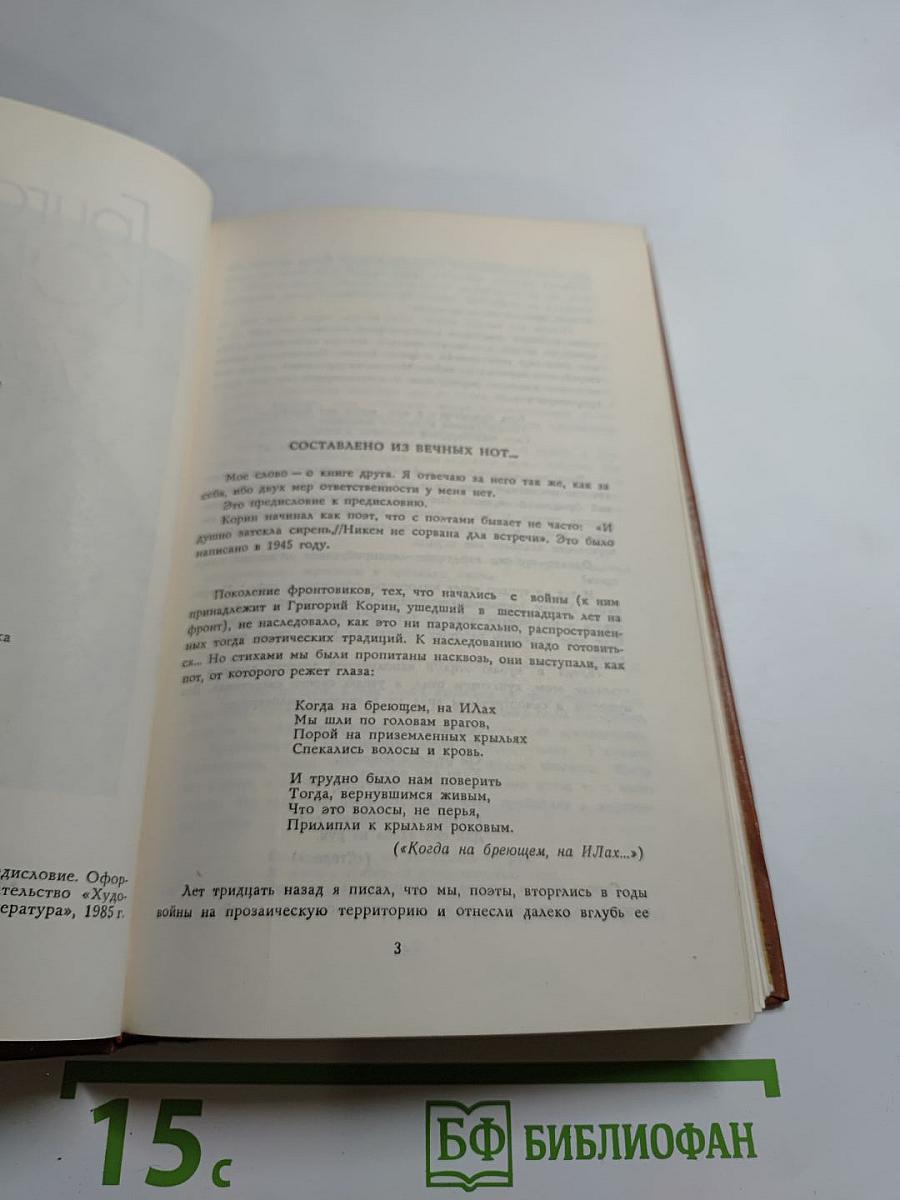 ка
дисловие. Офор-
тельство «Худо-
ература», 1985 г.
СОСТАВЛЕНО ИЗ ВЕЧНЫХ НОТ...
Мое слово — о книге друга. Я отвечаю за него так же, как за
себя, ибо двух мер ответственности у меня нет.
Это предисловие к предисловию.
Корин начинал как поэт, что с поэтами бывает не часто: «И
душно затекла сирень,//Никем не сорвана для встречи». Это было
написано в 1945 году.
Поколение фронтовиков, тех, что начались с войны (к ним
принадлежит и Григорий Корин, ушедший в шестнадцать лет на
фронт), не наследовало, как это ни парадоксально, распространен-
ных тогда поэтических традиций. К наследованию надо готовить-
ся... Но стихами мы были пропитаны насквозь, они выступали, как
пот, от которого режет глаза:
Когда на бреющем, на ИЛах
Мы шли по головам врагов,
Порой на приземленных крыльях
Спекались волосы и кровь.
И трудно было нам поверить
Тогда, вернувшимся живым,
Что это волосы, не перья,
Прилипли к крыльям роковым.
(«Когда на бреющем, на ИЛах...»)
Лет тридцать назад я писал, что мы, поэты, вторглись в годы
войны на прозаическую территорию и отнесли далеко вглубь ее
3
15 с
БФ БИБЛИОФАН